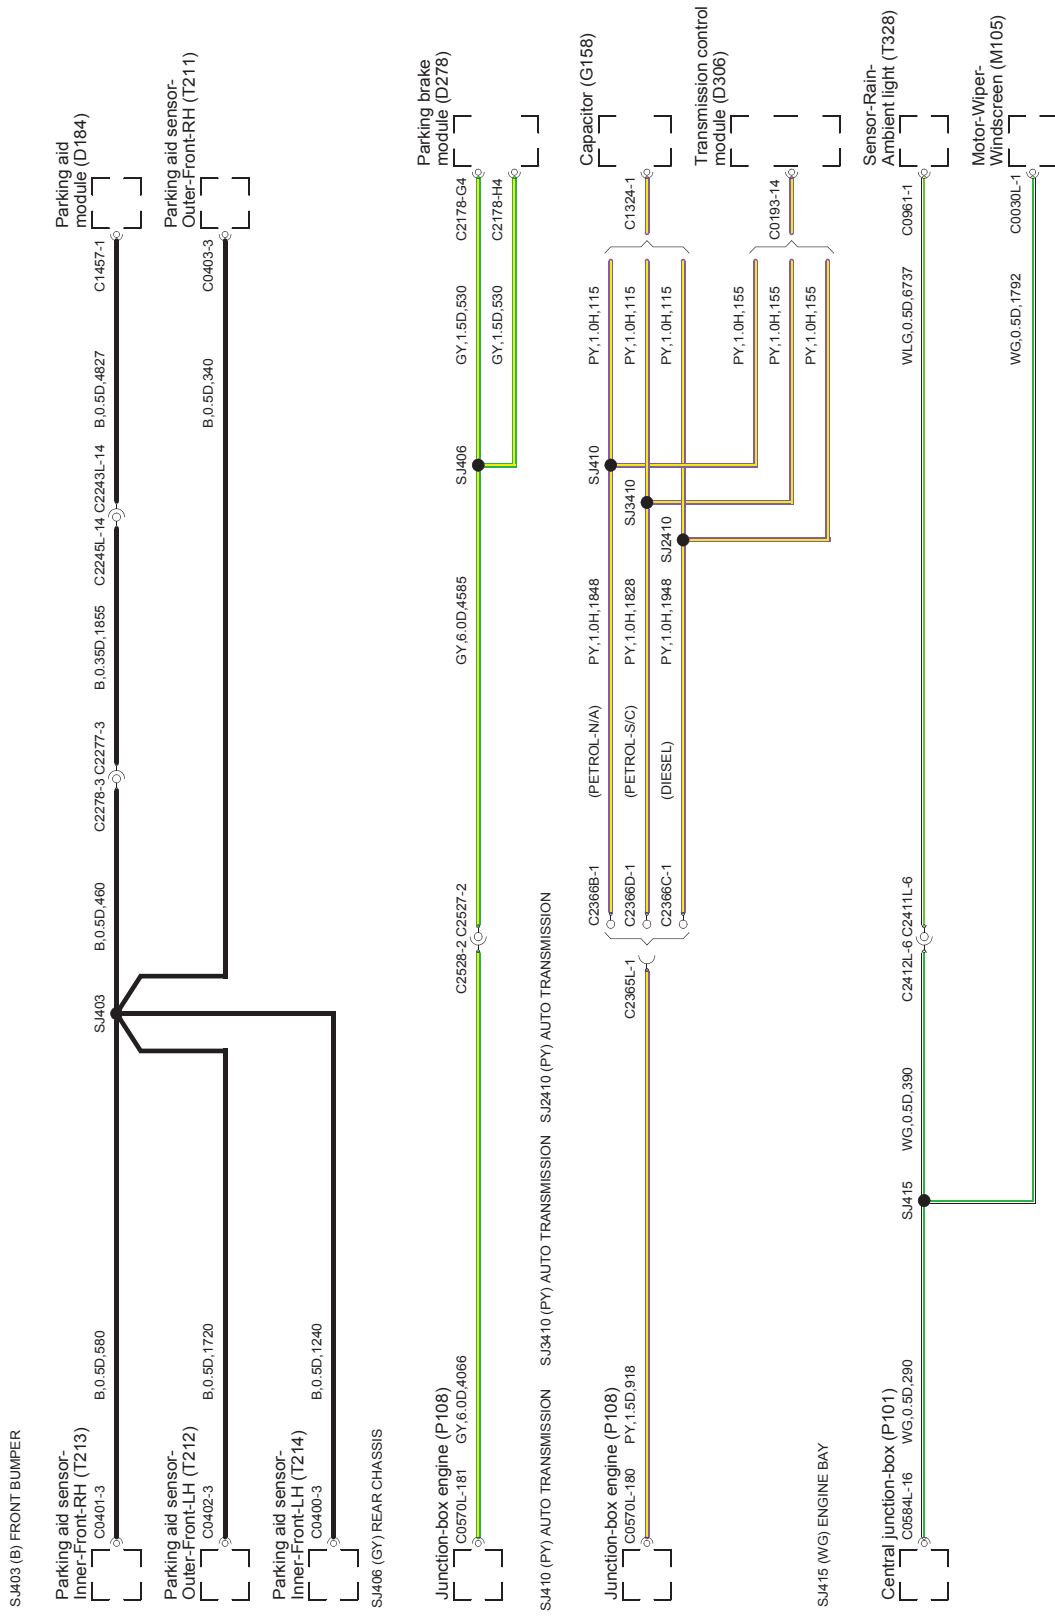 SJ403 (B) FRONT BUMPER
Parking aid sensor-
Inner-Front-RH (T213)
C0401-3
B,0.5D,580
SJ403
B,0.5D,460
C2278-3
C2277-3
B,0.35D,1855
C2245L-14
C2243L-14
B,0.5D,4827
C1457-1
Parking aid
module (D184)
Parking aid sensor-
Outer-Front-LH (T212)
C0402-3
B,0.5D,1720
B,0.5D,340
C0403-3
Parking aid sensor-
Outer-Front-RH (T211)
Parking aid sensor-
Inner-Front-LH (T214)
C0400-3
B,0.5D,1240
SJ406 (GY) REAR CHASSIS
Junction-box engine (P108)
C0570L-181
GY,6.0D,4066
C2528-2
C2527-2
GY,6.0D,4585
SJ406
GY,1.5D,530
C2178-G4
GY,1.5D,530
C2178-H4
Parking brake
module (D278)
SJ410 (PY) AUTO TRANSMISSION
SJ3410 (PY) AUTO TRANSMISSION
SJ2410 (PY) AUTO TRANSMISSION
Junction-box engine (P108)
C0570L-180
PY,1.5D,918
C2365L-1
C2366B-1
(PETROL-N/A)
PY,1.0H,1848
SJ410
PY,1.0H,115
C2366D-1
(PETROL-S/C)
PY,1.0H,1828
SJ3410
PY,1.0H,115
C2366C-1
(DIESEL)
PY,1.0H,1948
SJ2410
PY,1.0H,115
C1324-1
Capacitor (G158)
PY,1.0H,155
PY,1.0H,155
PY,1.0H,155
C0193-14
Transmission control
module (D306)
SJ415 (WG) ENGINE BAY
Central junction-box (P101)
C0584L-16
WG,0.5D,290
SJ415
WG,0.5D,390
C2412L-6
C2411L-6
WLG,0.5D,6737
C0961-1
Sensor-Rain-
Ambient light (T328)
WG,0.5D,1792
C0030L-1
Motor-Wiper-
Windscreen (M105)